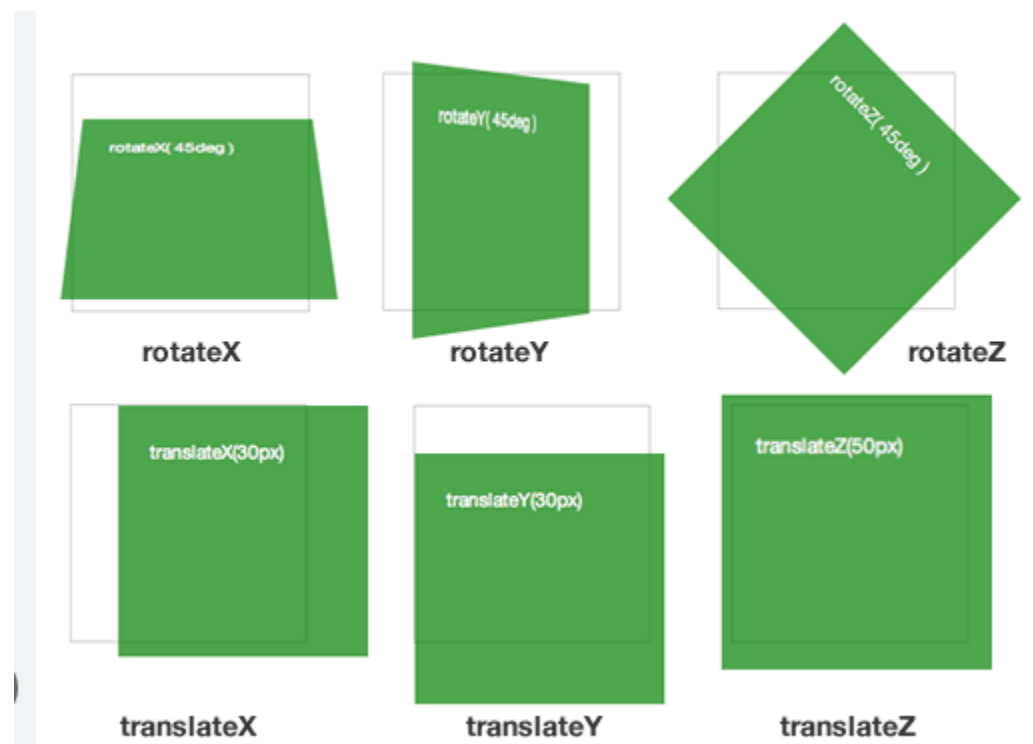 rotateX( 45deg )
rotateY( 45deg )
rotateZ( 45deg )
rotateX
rotateY
rotateZ
translateX(30px)
translateY(30px)
translateZ(50px)
translateX
translateY
translateZ